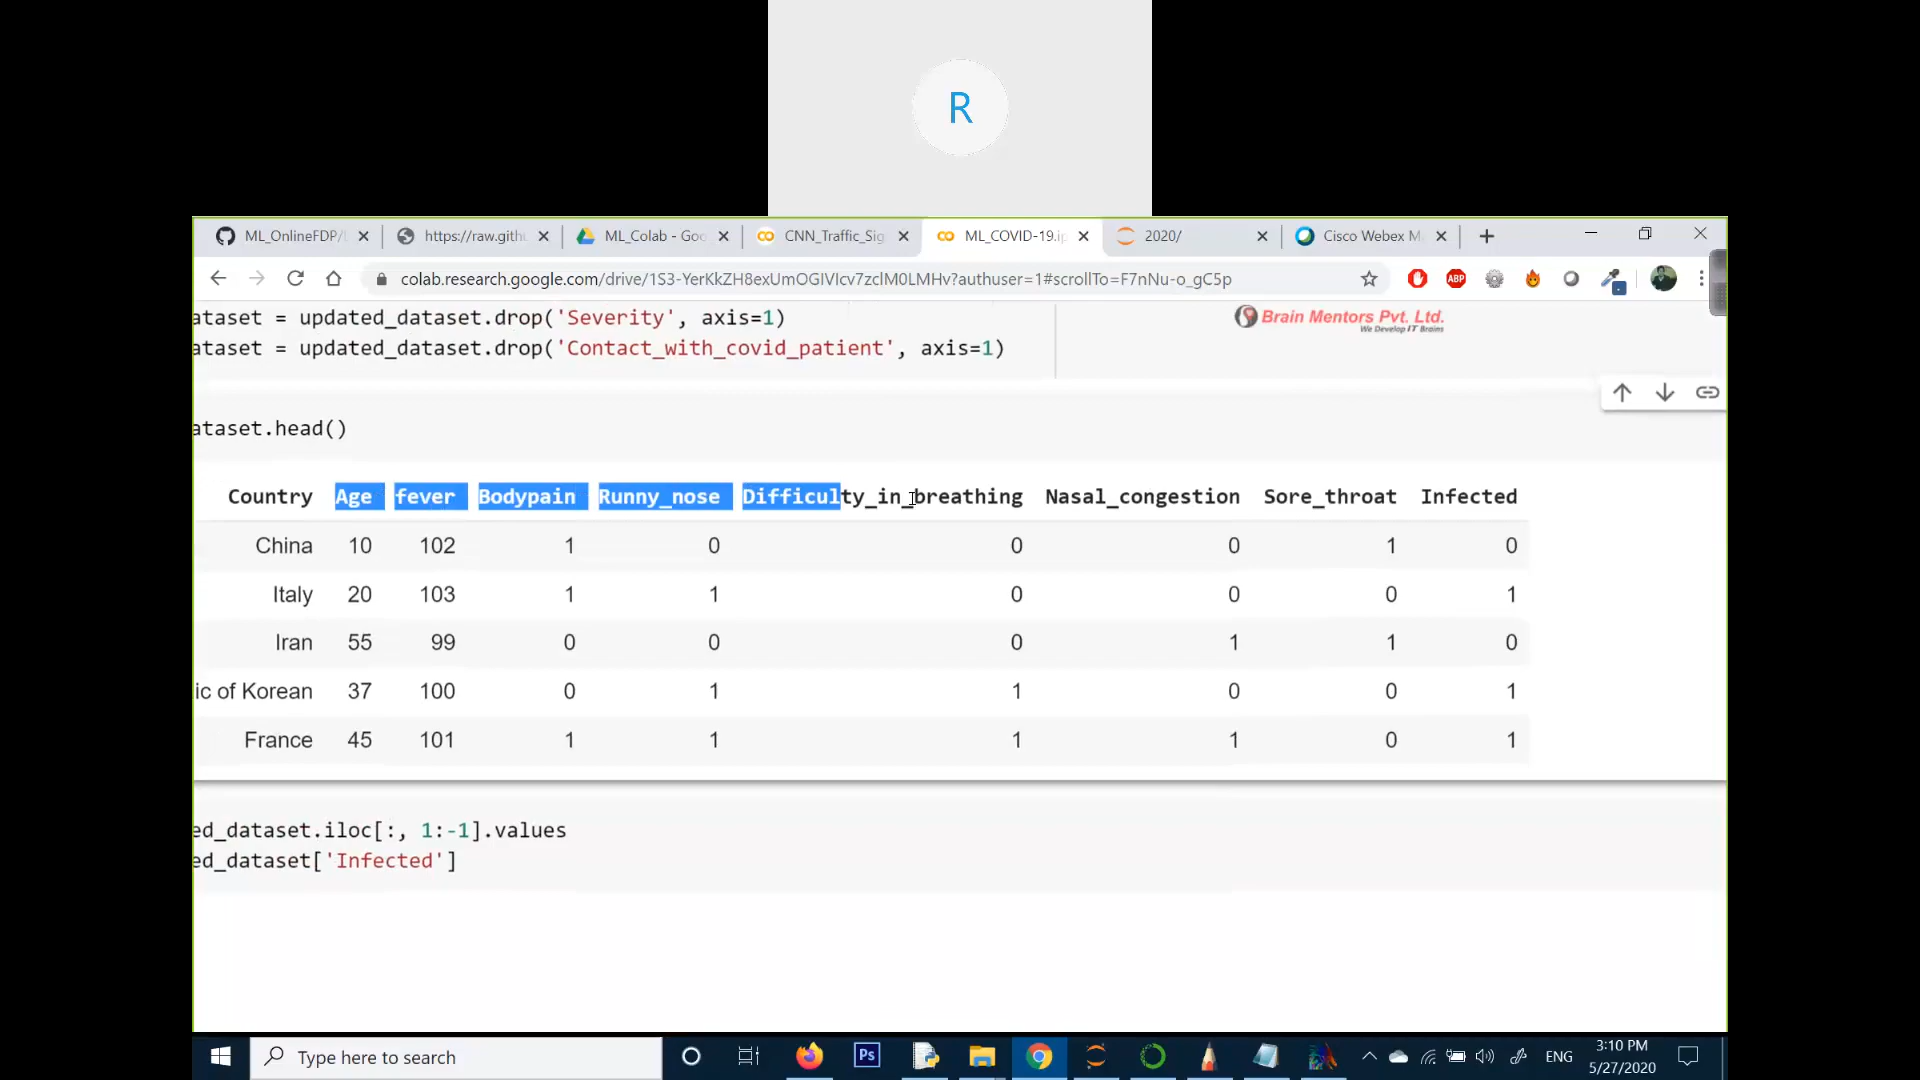 R
ML_OnlineFDP/
https://raw.gith
ML_Colab - Goo
CNN_Traffic_Sig
ML_COVID-19.ip
2020/
Cisco Webex M
colab.research.google.com/drive/1S3-YerKkZH8exUmOGIVIcv7zclM0LMHv?authuser=1#scrollTo=F7nNu-o_gC5p
ABP
ataset = updated_dataset.drop('Severity', axis=1)
ataset = updated_dataset.drop('Contact_with_covid_patient', axis=1)
Brain Mentors Pvt. Ltd.
We Develop IT Brains
ataset.head()
Country Age fever Bodypain Runny_nose Difficulty_in_breathing Nasal_congestion Sore_throat Infected
China 10 102 1 0 0 0 1 0
Italy 20 103 1 1 0 0 0 1
Iran 55 99 0 0 0 1 1 0
ic of Korean 37 100 0 1 1 0 0 1
France 45 101 1 1 1 1 0 1
ed_dataset.iloc[:, 1:-1].values
ed_dataset['Infected']
Type here to search
Ps
ENG
3:10 PM
5/27/2020